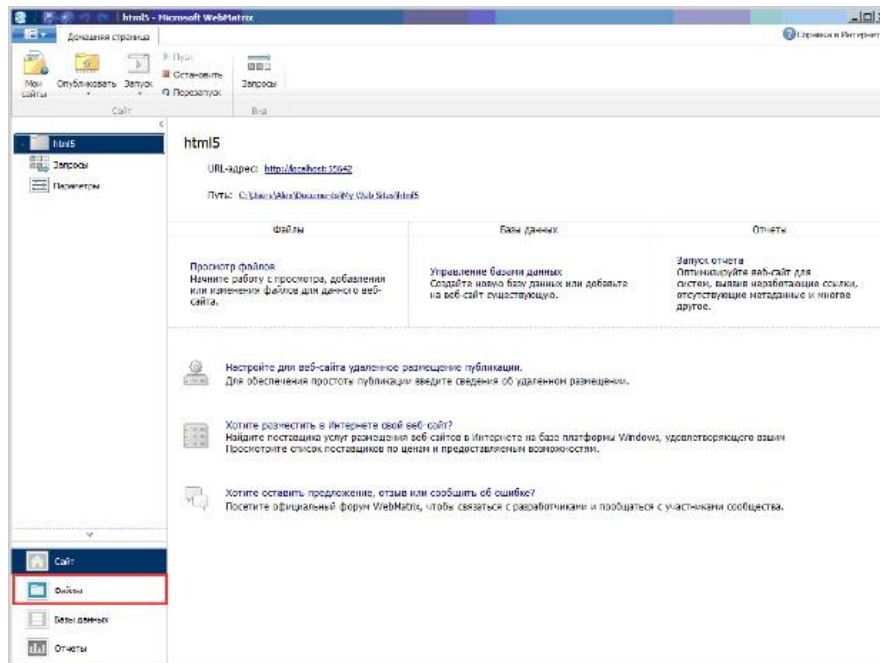 html5 - Microsoft WebMatrix
Домашняя страница
Справка в Интернет
Мои сайты
Опубликовать
Запуск
Пуск
Остановить
Перезапуск
Запросы
Сайт
Вид
html5
Запросы
Параметры
html5
URL-адрес: http://localhost:55642
Путь: C:\Users\Alex\Documents\My Web Sites\html5
Файлы
Базы данных
Отчеты
Просмотр файлов
Начните работу с просмотра, добавления
или изменения файлов для данного веб-
сайта.
Управление базами данных
Создайте новую базу данных или добавьте
на веб-сайт существующую.
Запуск отчета
Оптимизируйте веб-сайт для
систем, выявив неработающие ссылки,
отсутствующие метаданные и многое
другое.
Настройте для веб-сайта удаленное размещение публикации.
Для обеспечения простоты публикации введите сведения об удаленном размещении.
Хотите разместить в Интернете свой веб-сайт?
Найдите поставщика услуг размещения веб-сайтов в Интернете на базе платформы Windows, удовлетворяющего вашим
Просмотрите список поставщиков по ценам и предоставляемым возможностям.
Хотите оставить предложение, отзыв или сообщить об ошибке?
Посетите официальный форум WebMatrix, чтобы связаться с разработчиками и пообщаться с участниками сообщества.
Сайт
Файлы
Базы данных
Отчеты